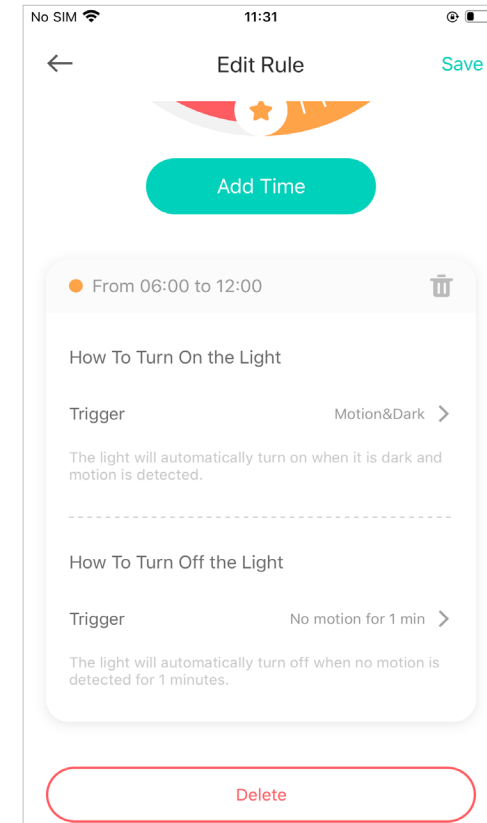 No SIM 11:31
Edit Rule Save
Add Time
From 06:00 to 12:00
How To Turn On the Light
Trigger Motion&Dark
The light will automatically turn on when it is dark and
motion is detected.
How To Turn Off the Light
Trigger No motion for 1 min
The light will automatically turn off when no motion is
detected for 1 minutes.
Delete